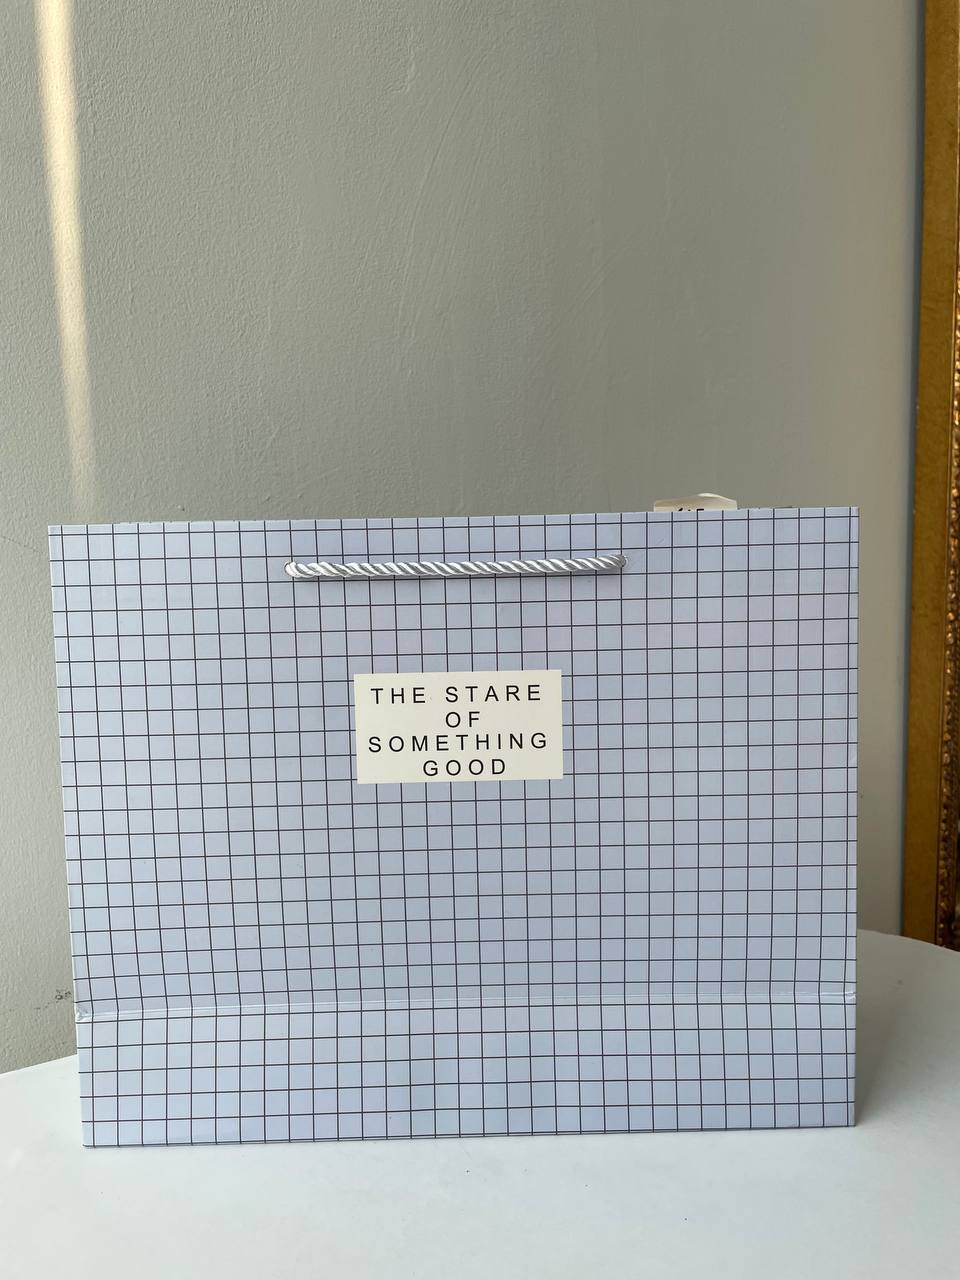 THE STARE
OF
SOMETHING
GOOD